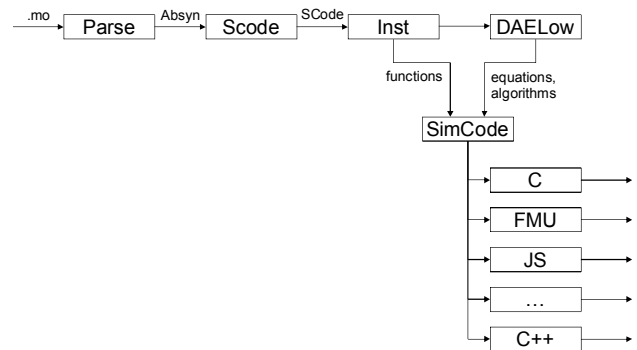 .mo
Absyn
SCode
Parse
Scode
Inst
DAELow
functions
equations,
algorithms
SimCode
C
FMU
JS
...
C++